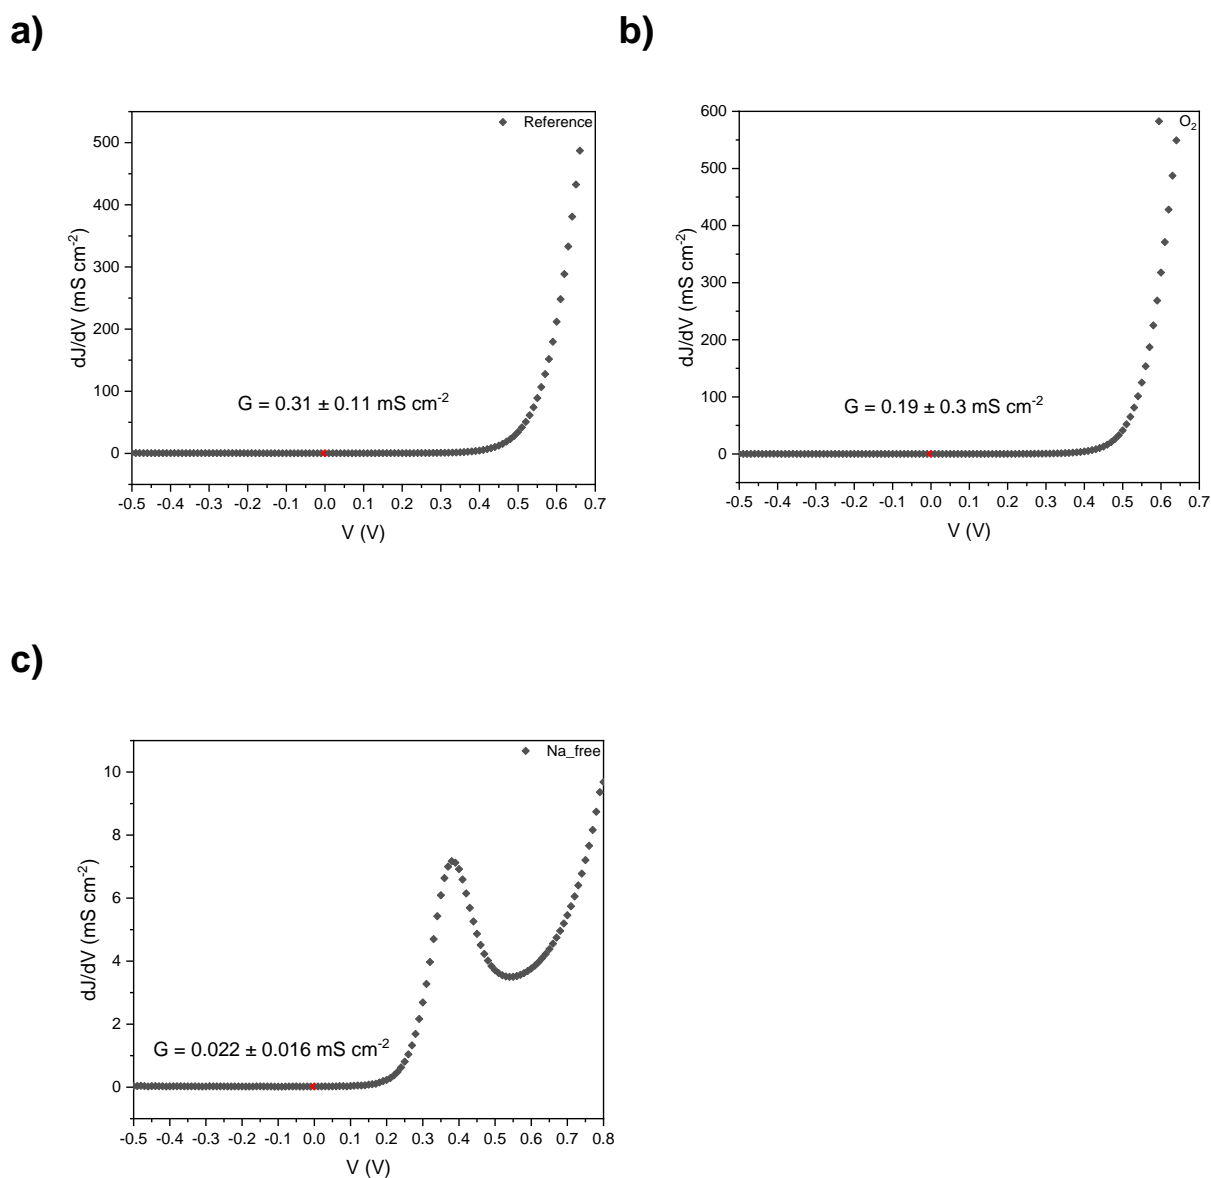 a)
Reference
500
400
300
200
100
0
dJ/dV (mS cm⁻²)
G = 0.31 ± 0.11 mS cm⁻²
-0.5 -0.4 -0.3 -0.2 -0.1 0.0 0.1 0.2 0.3 0.4 0.5 0.6 0.7
V (V)
b)
O₂
600
500
400
300
200
100
0
dJ/dV (mS cm⁻²)
G = 0.19 ± 0.3 mS cm⁻²
-0.5 -0.4 -0.3 -0.2 -0.1 0.0 0.1 0.2 0.3 0.4 0.5 0.6 0.7
V (V)
c)
Na_free
10
8
6
4
2
0
dJ/dV (mS cm⁻²)
G = 0.022 ± 0.016 mS cm⁻²
-0.5 -0.4 -0.3 -0.2 -0.1 0.0 0.1 0.2 0.3 0.4 0.5 0.6 0.7 0.8
V (V)